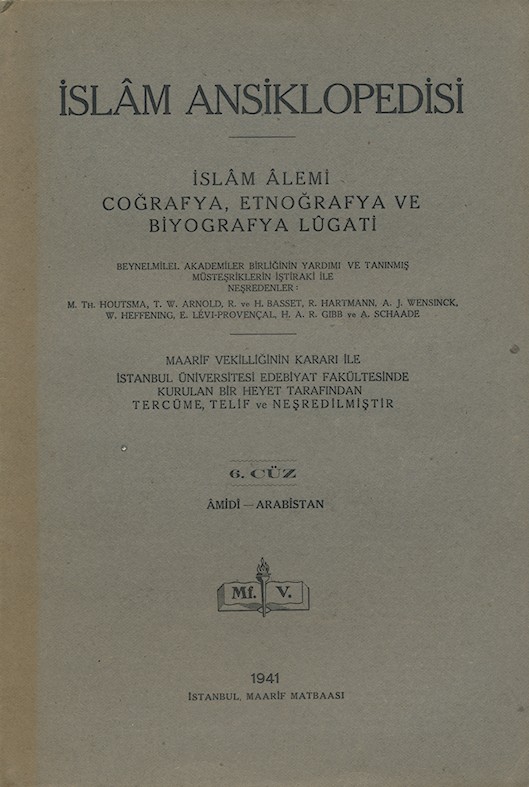 İSLÂM ANSİKLOPEDİSİ
İSLÂM ÂLEMİ
COĞRAFYA, ETNOĞRAFYA VE
BİYOGRAFYA LÛGATİ
BEYNELMİLEL AKADEMİLER BİRLİĞİNİN YARDIMI VE TANINMIŞ
MÜSTEŞRİKLERİN İŞTİRAKİ İLE
NEŞREDENLER:
M. TH. HOUTSMA, T. W. ARNOLD, R. ve H. BASSET, R. HARTMANN, A. J. WENSINCK,
W. HEFFENING, E. LÉVI-PROVENÇAL, H. A. R. GIBB ve A. SCHAADE
MAARİF VEKİLLİĞİNİN KARARI İLE
İSTANBUL ÜNİVERSİTESİ EDEBİYAT FAKÜLTESİNDE
KURULAN BİR HEYET TARAFINDAN
TERCÜME, TELİF ve NEŞREDİLMİŞTİR
6. CÜZ
ÂMİDÎ — ARABİSTAN
Mf. V.
1941
İSTANBUL, MAARİF MATBAASI